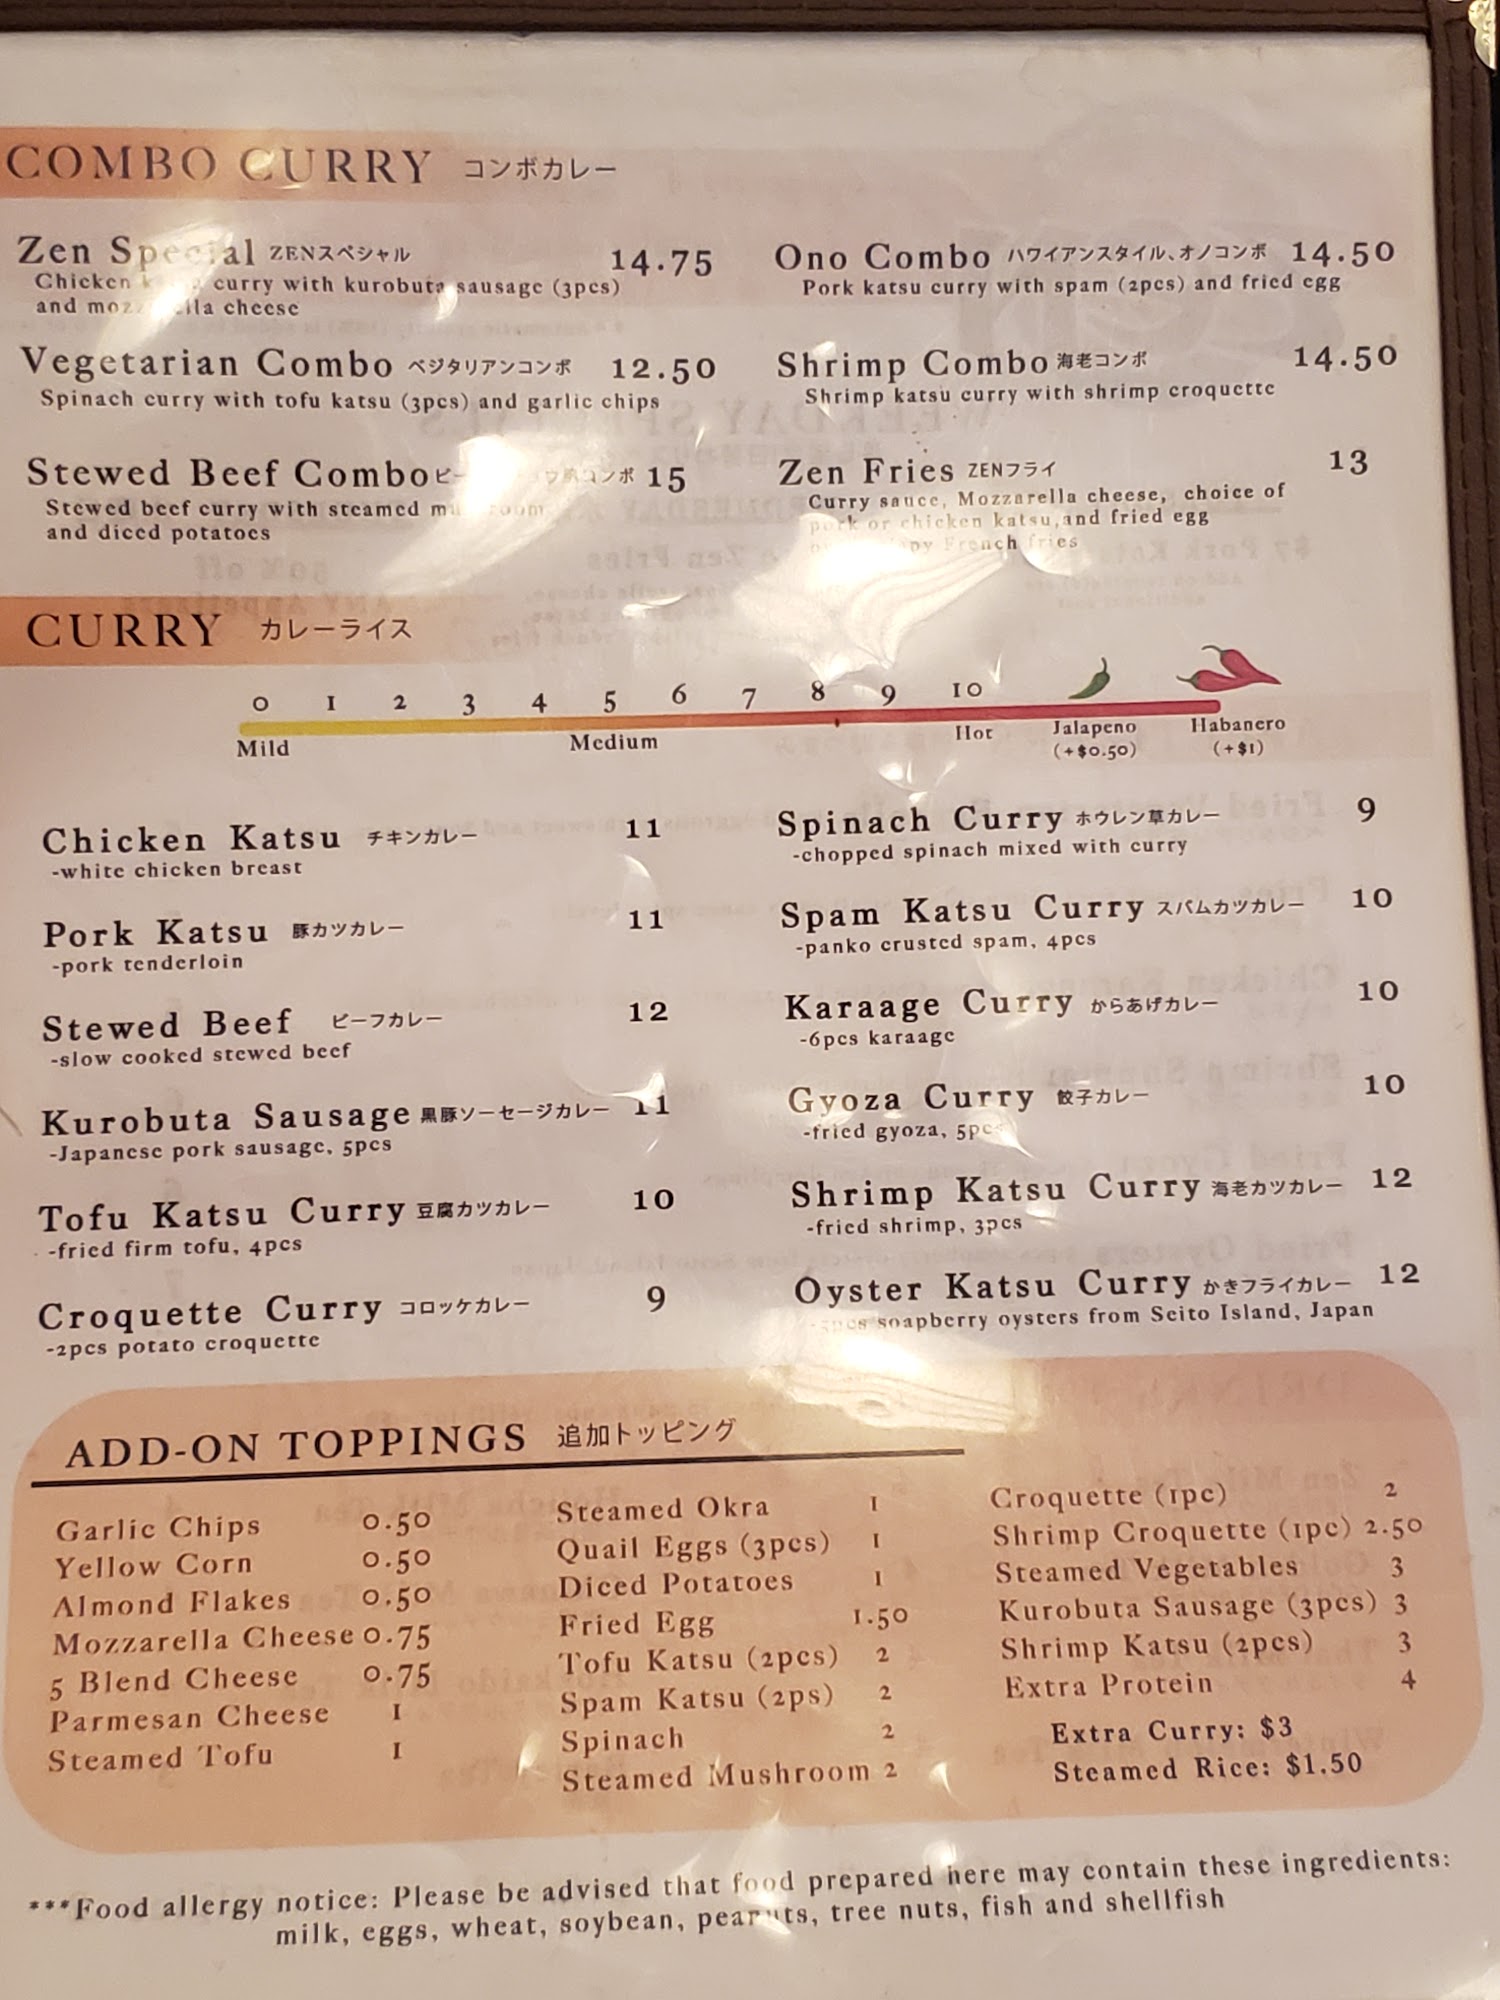 COMBO CURRY コンボカレー
Zen Special ZENスペシャル 14.75
Chicken curry with kurobuta sausage (3pcs)
and mozzarella cheese
Vegetarian Combo ベジタリアンコンボ 12.50
Spinach curry with tofu katsu (3pcs) and garlic chips
Stewed Beef Combo コンボ 15
Stewed beef curry with steamed mushroom
and diced potatoes
Ono Combo ハワイアンスタイル、オノコンボ 14.50
Pork katsu curry with spam (2pcs) and fried egg
Shrimp Combo 海老コンボ 14.50
Shrimp katsu curry with shrimp croquette
Zen Fries ZENフライ 13
Curry sauce, Mozzarella cheese, choice of
pork or chicken katsu,and fried egg
French fries
CURRY カレーライス
0 1 2 3 4 5 6 7 8 9 10
Mild Medium Hot Jalapeno Habanero
(+$0.50) (+$1)
Chicken Katsu チキンカレー 11
-white chicken breast
Pork Katsu 豚カツカレー 11
-pork tenderloin
Stewed Beef ビーフカレー 12
-slow cooked stewed beef
Kurobuta Sausage 黒豚ソーセージカレー 11
-Japanese pork sausage, 5pcs
Tofu Katsu Curry 豆腐カツカレー 10
-fried firm tofu, 4pcs
Croquette Curry コロッケカレー 9
-2pcs potato croquette
Spinach Curry ホウレン草カレー 9
-chopped spinach mixed with curry
Spam Katsu Curry スパムカツカレー 10
-panko crusted spam, 4pcs
Karaage Curry からあげカレー 10
-6pcs karaage
Gyoza Curry 餃子カレー 10
-fried gyoza, 5pcs
Shrimp Katsu Curry 海老カツカレー 12
-fried shrimp, 3pcs
Oyster Katsu Curry かきフライカレー 12
soapberry oysters from Seito Island, Japan
ADD-ON TOPPINGS 追加トッピング
Garlic Chips 0.50
Yellow Corn 0.50
Almond Flakes 0.50
Mozzarella Cheese 0.75
5 Blend Cheese 0.75
Parmesan Cheese 1
Steamed Tofu 1
Steamed Okra 1
Quail Eggs (3pcs) 1
Diced Potatoes 1
Fried Egg 1.50
Tofu Katsu (2pcs) 2
Spam Katsu (2ps) 2
Spinach 2
Steamed Mushroom 2
Croquette (1pc) 2
Shrimp Croquette (1pc) 2.50
Steamed Vegetables 3
Kurobuta Sausage (3pcs) 3
Shrimp Katsu (2pcs) 3
Extra Protein 4
Extra Curry: $3
Steamed Rice: $1.50
***Food allergy notice: Please be advised that food prepared here may contain these ingredients:
milk, eggs, wheat, soybean, peanuts, tree nuts, fish and shellfish